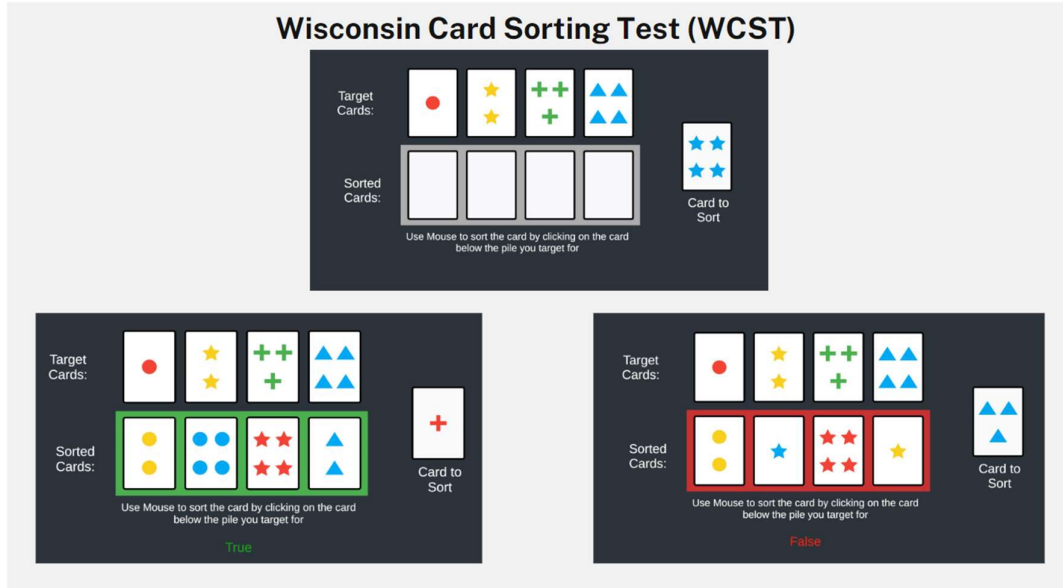 Wisconsin Card Sorting Test (WCST)
Target
Cards:
Sorted
Cards:
Card to
Sort
Use Mouse to sort the card by clicking on the card
below the pile you target for
Target
Cards:
Sorted
Cards:
Card to
Sort
Use Mouse to sort the card by clicking on the card
below the pile you target for
True
Target
Cards:
Sorted
Cards:
Card to
Sort
Use Mouse to sort the card by clicking on the card
below the pile you target for
False